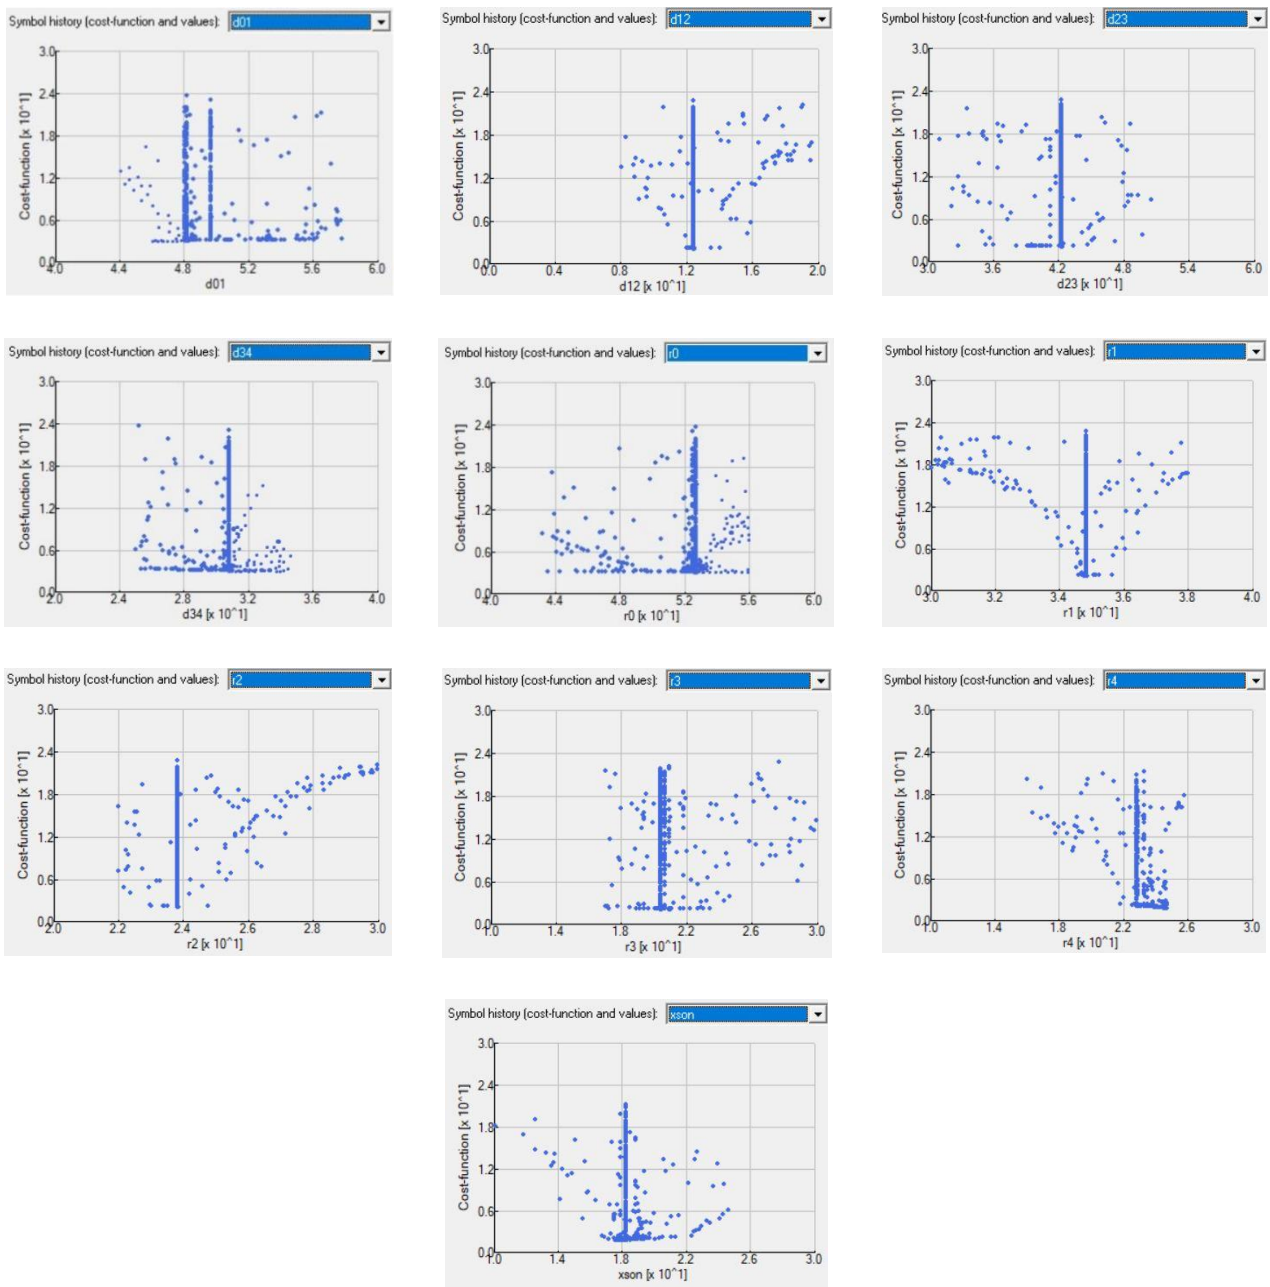 Symbol history (cost-function and values): d01
3.0
2.4
1.8
1.2
0.6
0.0
Cost-function [x 10^1]
4.0 4.4 4.8 5.2 5.6 6.0
d01
Symbol history (cost-function and values): d12
3.0
2.4
1.8
1.2
0.6
0.0
Cost-function [x 10^1]
0.0 0.4 0.8 1.2 1.6 2.0
d12 [x 10^1]
Symbol history (cost-function and values): d23
3.0
2.4
1.8
1.2
0.6
0.0
Cost-function [x 10^1]
3.0 3.6 4.2 4.8 5.4 6.0
d23 [x 10^1]
Symbol history (cost-function and values): d34
3.0
2.4
1.8
1.2
0.6
0.0
Cost-function [x 10^1]
2.0 2.4 2.8 3.2 3.6 4.0
d34 [x 10^1]
Symbol history (cost-function and values): r0
3.0
2.4
1.8
1.2
0.6
0.0
Cost-function [x 10^1]
4.0 4.4 4.8 5.2 5.6 6.0
r0 [x 10^1]
Symbol history (cost-function and values): r1
3.0
2.4
1.8
1.2
0.6
0.0
Cost-function [x 10^1]
3.0 3.2 3.4 3.6 3.8 4.0
r1 [x 10^1]
Symbol history (cost-function and values): r2
3.0
2.4
1.8
1.2
0.6
0.0
Cost-function [x 10^1]
2.0 2.2 2.4 2.6 2.8 3.0
r2 [x 10^1]
Symbol history (cost-function and values): r3
3.0
2.4
1.8
1.2
0.6
0.0
Cost-function [x 10^1]
1.0 1.4 1.8 2.2 2.6 3.0
r3 [x 10^1]
Symbol history (cost-function and values): r4
3.0
2.4
1.8
1.2
0.6
0.0
Cost-function [x 10^1]
1.0 1.4 1.8 2.2 2.6 3.0
r4 [x 10^1]
Symbol history (cost-function and values): xson
3.0
2.4
1.8
1.2
0.6
0.0
Cost-function [x 10^1]
1.0 1.4 1.8 2.2 2.6 3.0
xson [x 10^1]